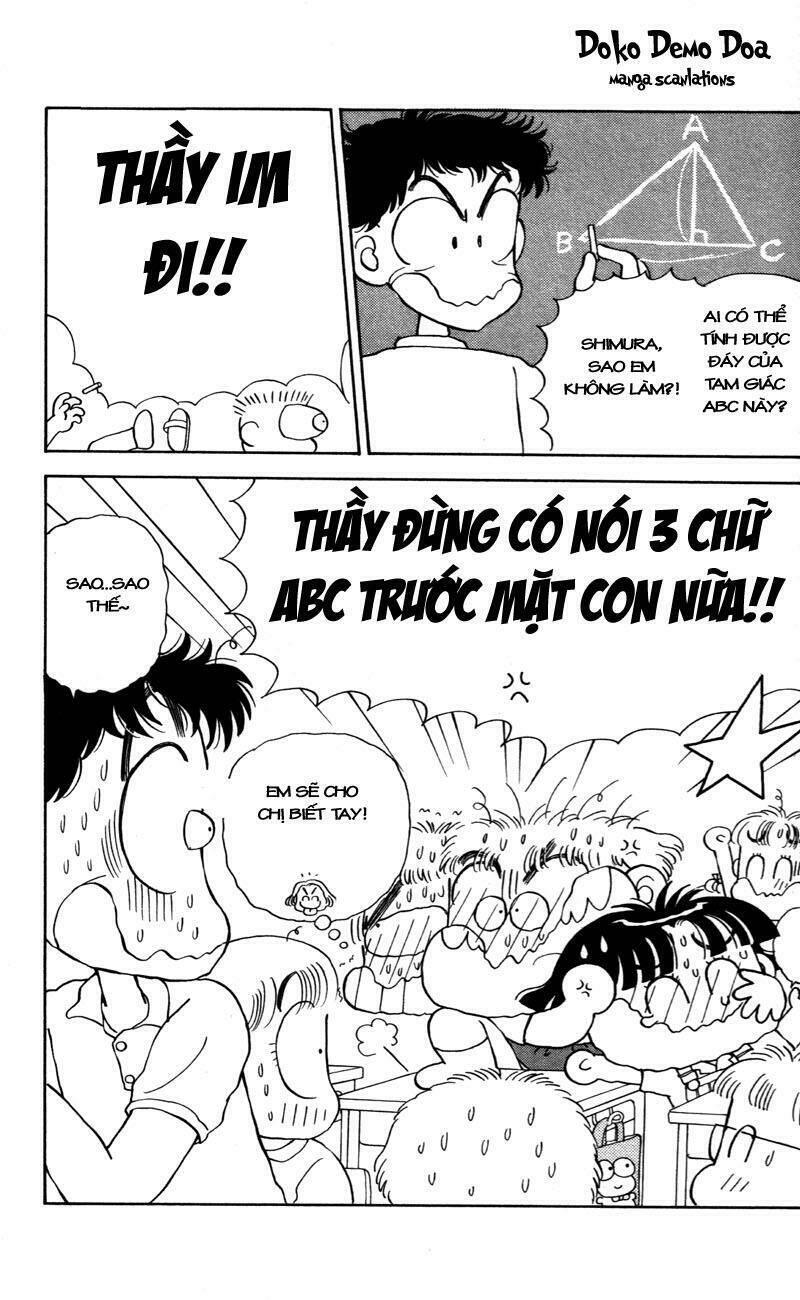 Doko Demo Doa
manga scanlations
A
B
C
AI CÓ THỂ
TÍNH ĐƯỢC
ĐÁY CỦA
TAM GIÁC
ABC NÀY?
SHIMURA,
SAO EM
KHÔNG LÀM?!
THẦY IM
ĐI!!
THẦY ĐỪNG CÓ NÓI 3 CHỮ
ABC TRƯỚC MẶT CON NỮA!!
SAO...SAO
THẾ~
EM SẼ CHO
CHỊ BIẾT TAY!